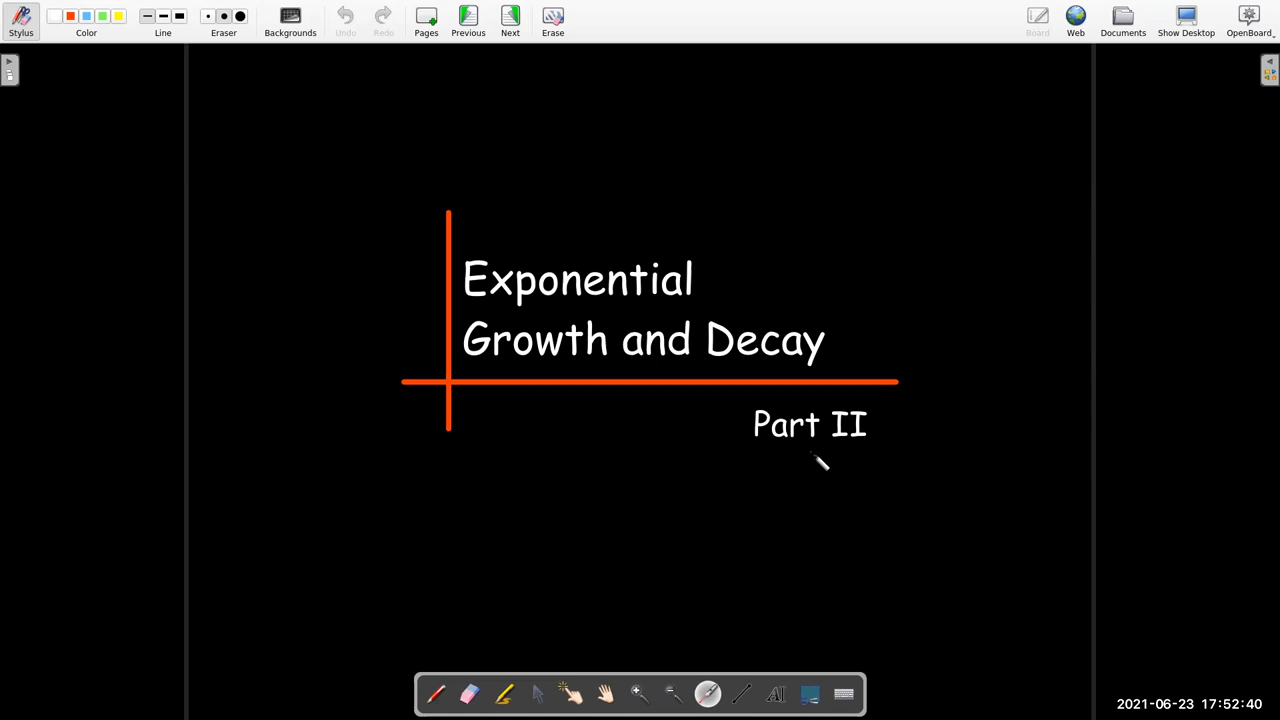 Stylus
Color
Line
Eraser
Backgrounds
Undo
Redo
Pages
Previous
Next
Erase
Board
Web
Documents
Show Desktop
OpenBoard
Exponential
Growth and Decay
Part II
AI
2021-06-23 17:52:40